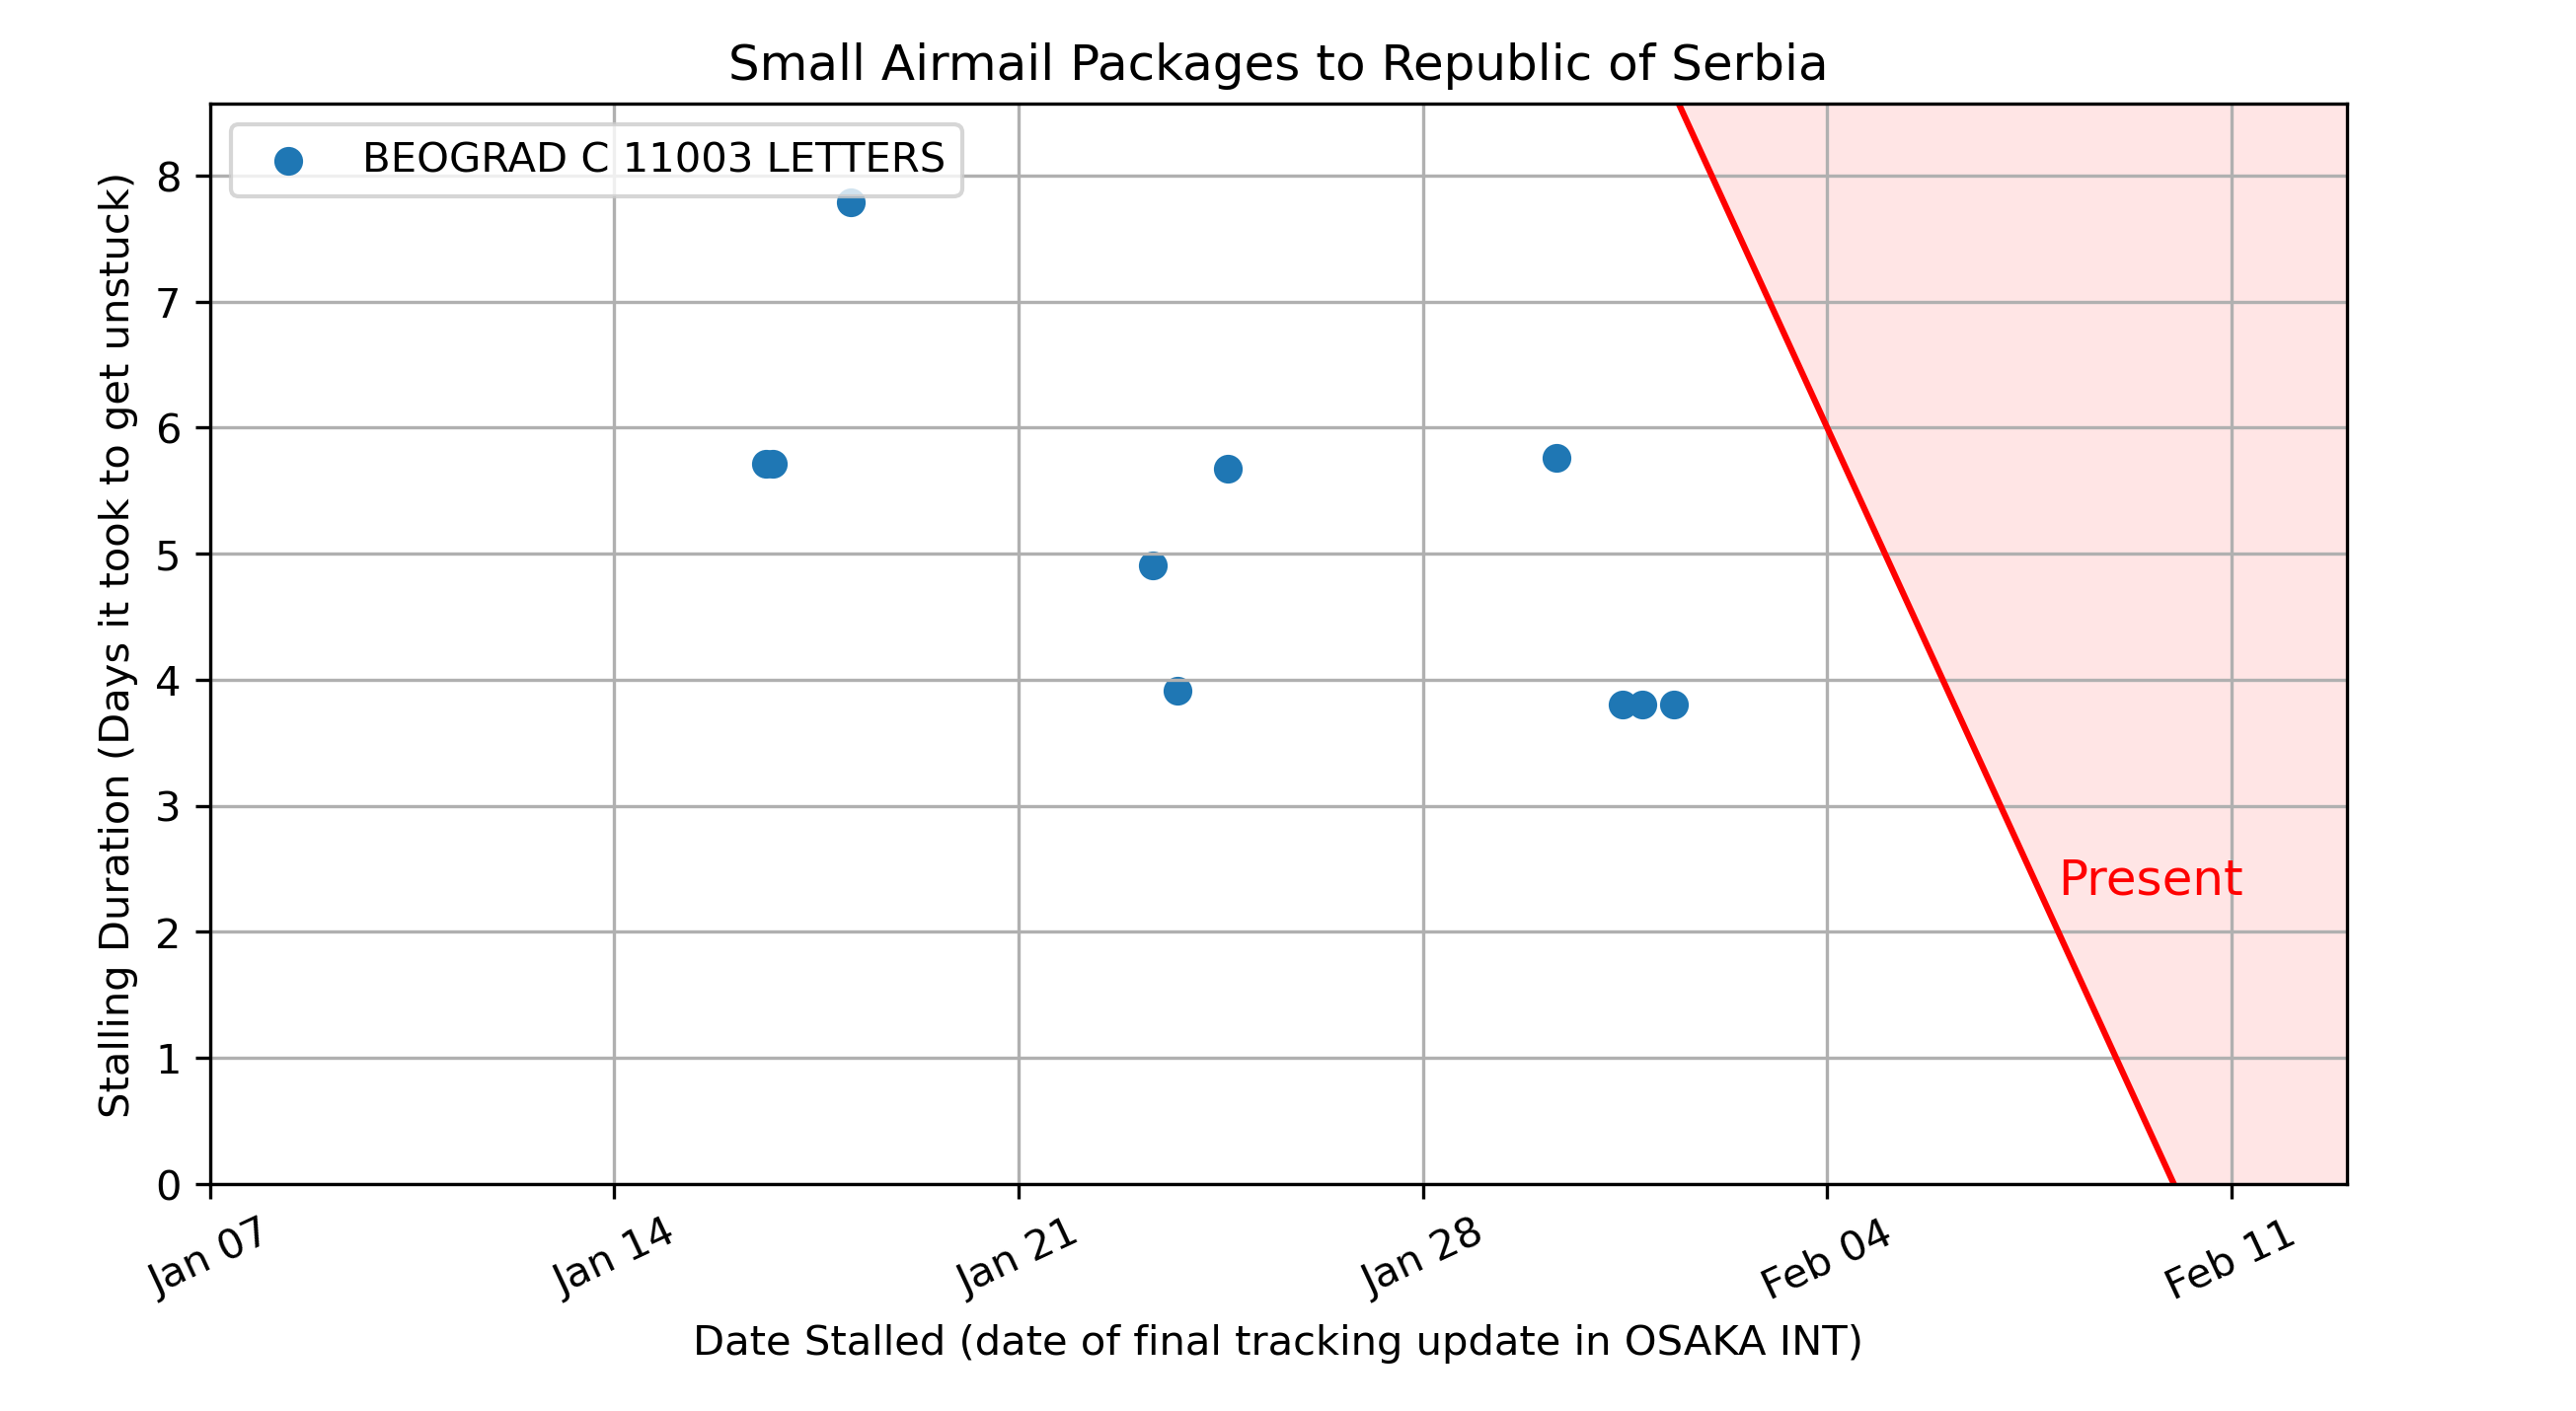 Small Airmail Packages to Republic of Serbia
BEOGRAD C 11003 LETTERS
Stalling Duration (Days it took to get unstuck)
8
7
6
5
4
3
2
1
0
Present
Jan 07
Jan 14
Jan 21
Jan 28
Feb 04
Feb 11
Date Stalled (date of final tracking update in OSAKA INT)